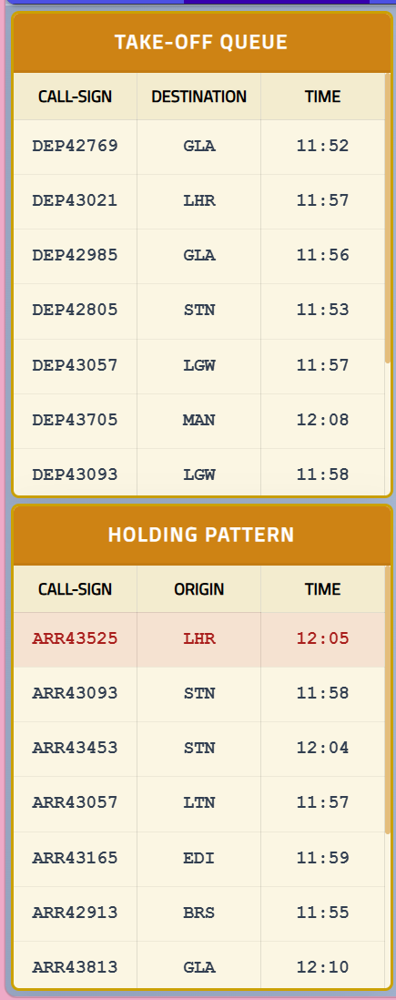 TAKE-OFF QUEUE
CALL-SIGN DESTINATION TIME
DEP42769 GLA 11:52
DEP43021 LHR 11:57
DEP42985 GLA 11:56
DEP42805 STN 11:53
DEP43057 LGW 11:57
DEP43705 MAN 12:08
DEP43093 LGW 11:58
HOLDING PATTERN
CALL-SIGN ORIGIN TIME
ARR43525 LHR 12:05
ARR43093 STN 11:58
ARR43453 STN 12:04
ARR43057 LTN 11:57
ARR43165 EDI 11:59
ARR42913 BRS 11:55
ARR43813 GLA 12:10